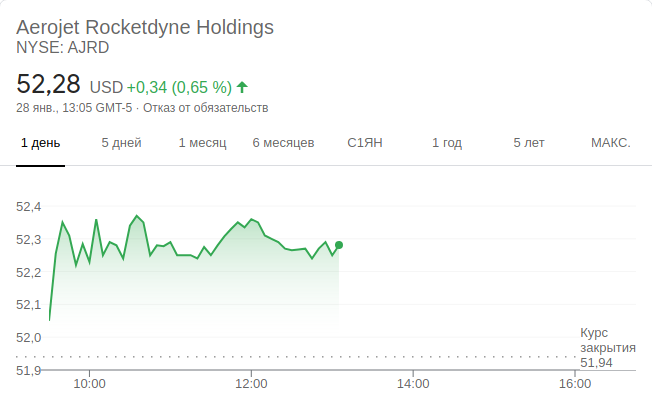 Aerojet Rocketdyne Holdings
NYSE: AJRD
52,28 USD +0,34 (0,65 %)
28 янв., 13:05 GMT-5 · Отказ от обязательств
1 день 5 дней 1 месяц 6 месяцев С1ЯН 1 год 5 лет МАКС.
52,4
52,3
52,2
52,1
52,0
Курс
закрытия
51,94
51,9
10:00 12:00 14:00 16:00